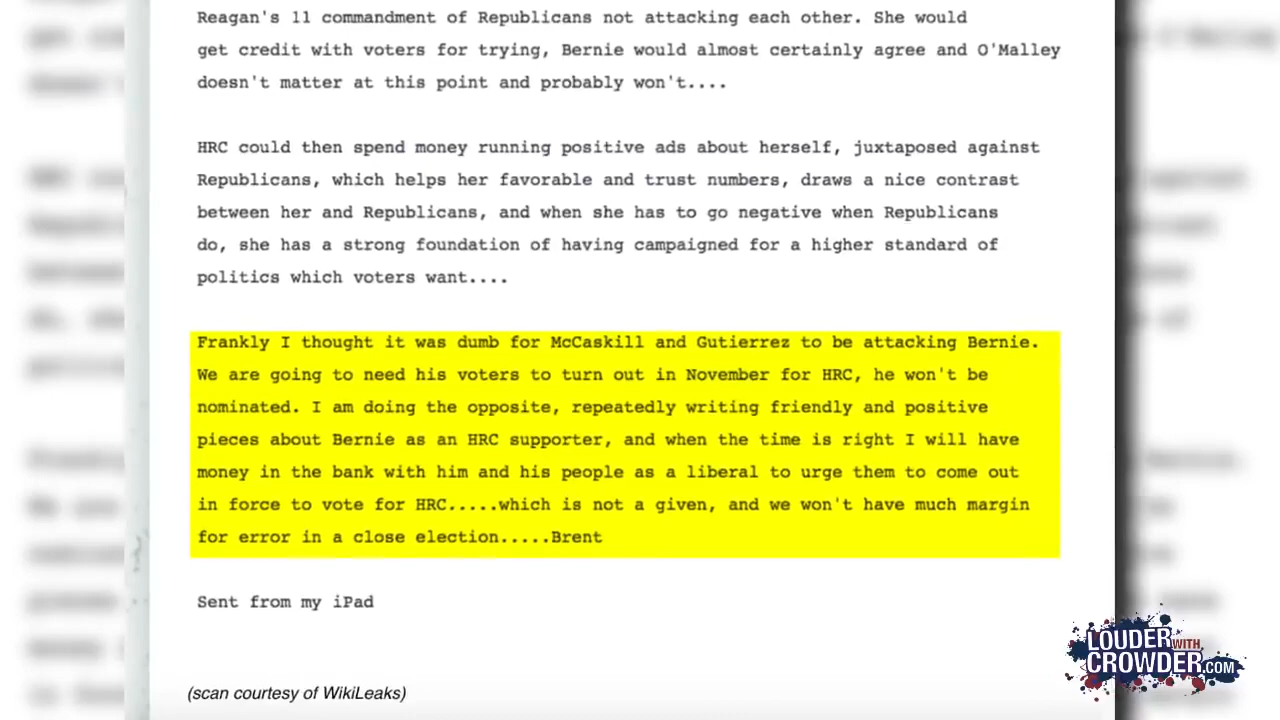 Reagan's 11 commandment of Republicans not attacking each other. She would
get credit with voters for trying, Bernie would almost certainly agree and O'Malley
doesn't matter at this point and probably won't....
HRC could then spend money running positive ads about herself, juxtaposed against
Republicans, which helps her favorable and trust numbers, draws a nice contrast
between her and Republicans, and when she has to go negative when Republicans
do, she has a strong foundation of having campaigned for a higher standard of
politics which voters want....
Frankly I thought it was dumb for McCaskill and Gutierrez to be attacking Bernie.
We are going to need his voters to turn out in November for HRC, he won't be
nominated. I am doing the opposite, repeatedly writing friendly and positive
pieces about Bernie as an HRC supporter, and when the time is right I will have
money in the bank with him and his people as a liberal to urge them to come out
in force to vote for HRC.....which is not a given, and we won't have much margin
for error in a close election.....Brent
Sent from my iPad
(scan courtesy of WikiLeaks)
LOUDER WITH
CROWDER.COM